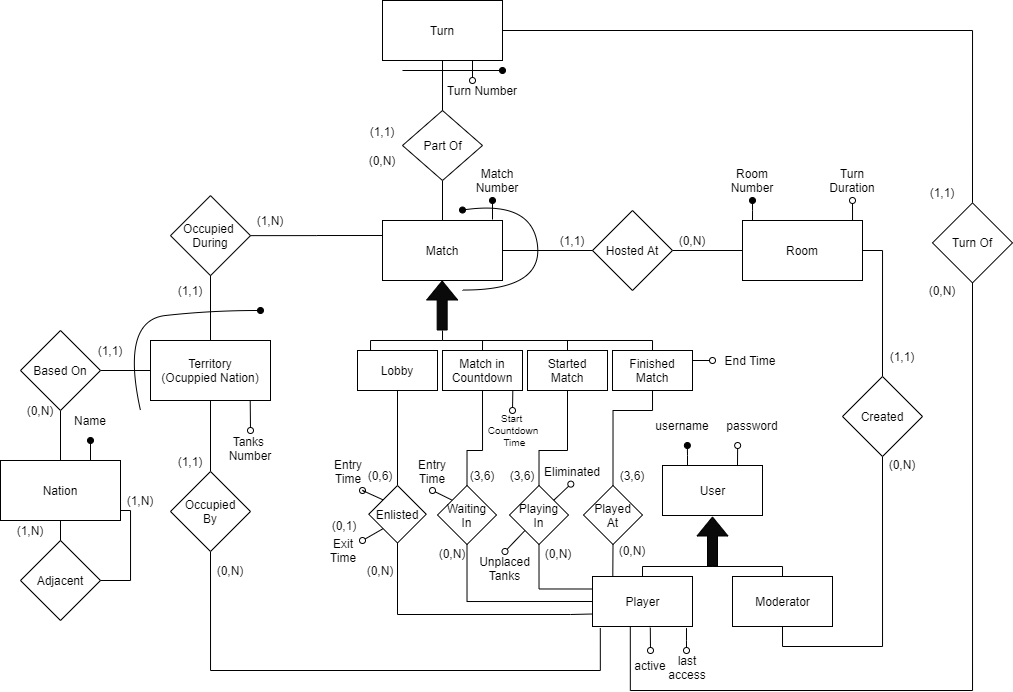 Turn
Turn Number
(1,1)
Part Of
(0,N)
Match
Number
Room
Number
Turn
Duration
(1,1)
Occupied
During
(1,N)
Match
(1,1)
Hosted At
(0,N)
Room
Turn Of
(1,1)
(0,N)
Based On
(1,1)
Territory
(Ocuppied Nation)
Lobby
Match in
Countdown
Started
Match
Finished
Match
End Time
(1,1)
(0,N)
Name
Tanks
Number
Start
Countdown
Time
username
password
Created
(0,N)
(1,1)
Entry
Time
(0,6)
Entry
Time
(3,6)
(3,6)
Eliminated
(3,6)
User
Nation
(1,N)
Occupied
By
Enlisted
Waiting
In
Playing
In
Played
At
(1,N)
(0,1)
Exit
Time
(0,N)
(0,N)
Unplaced
Tanks
(0,N)
(0,N)
Adjacent
(0,N)
Player
Moderator
active
last
access